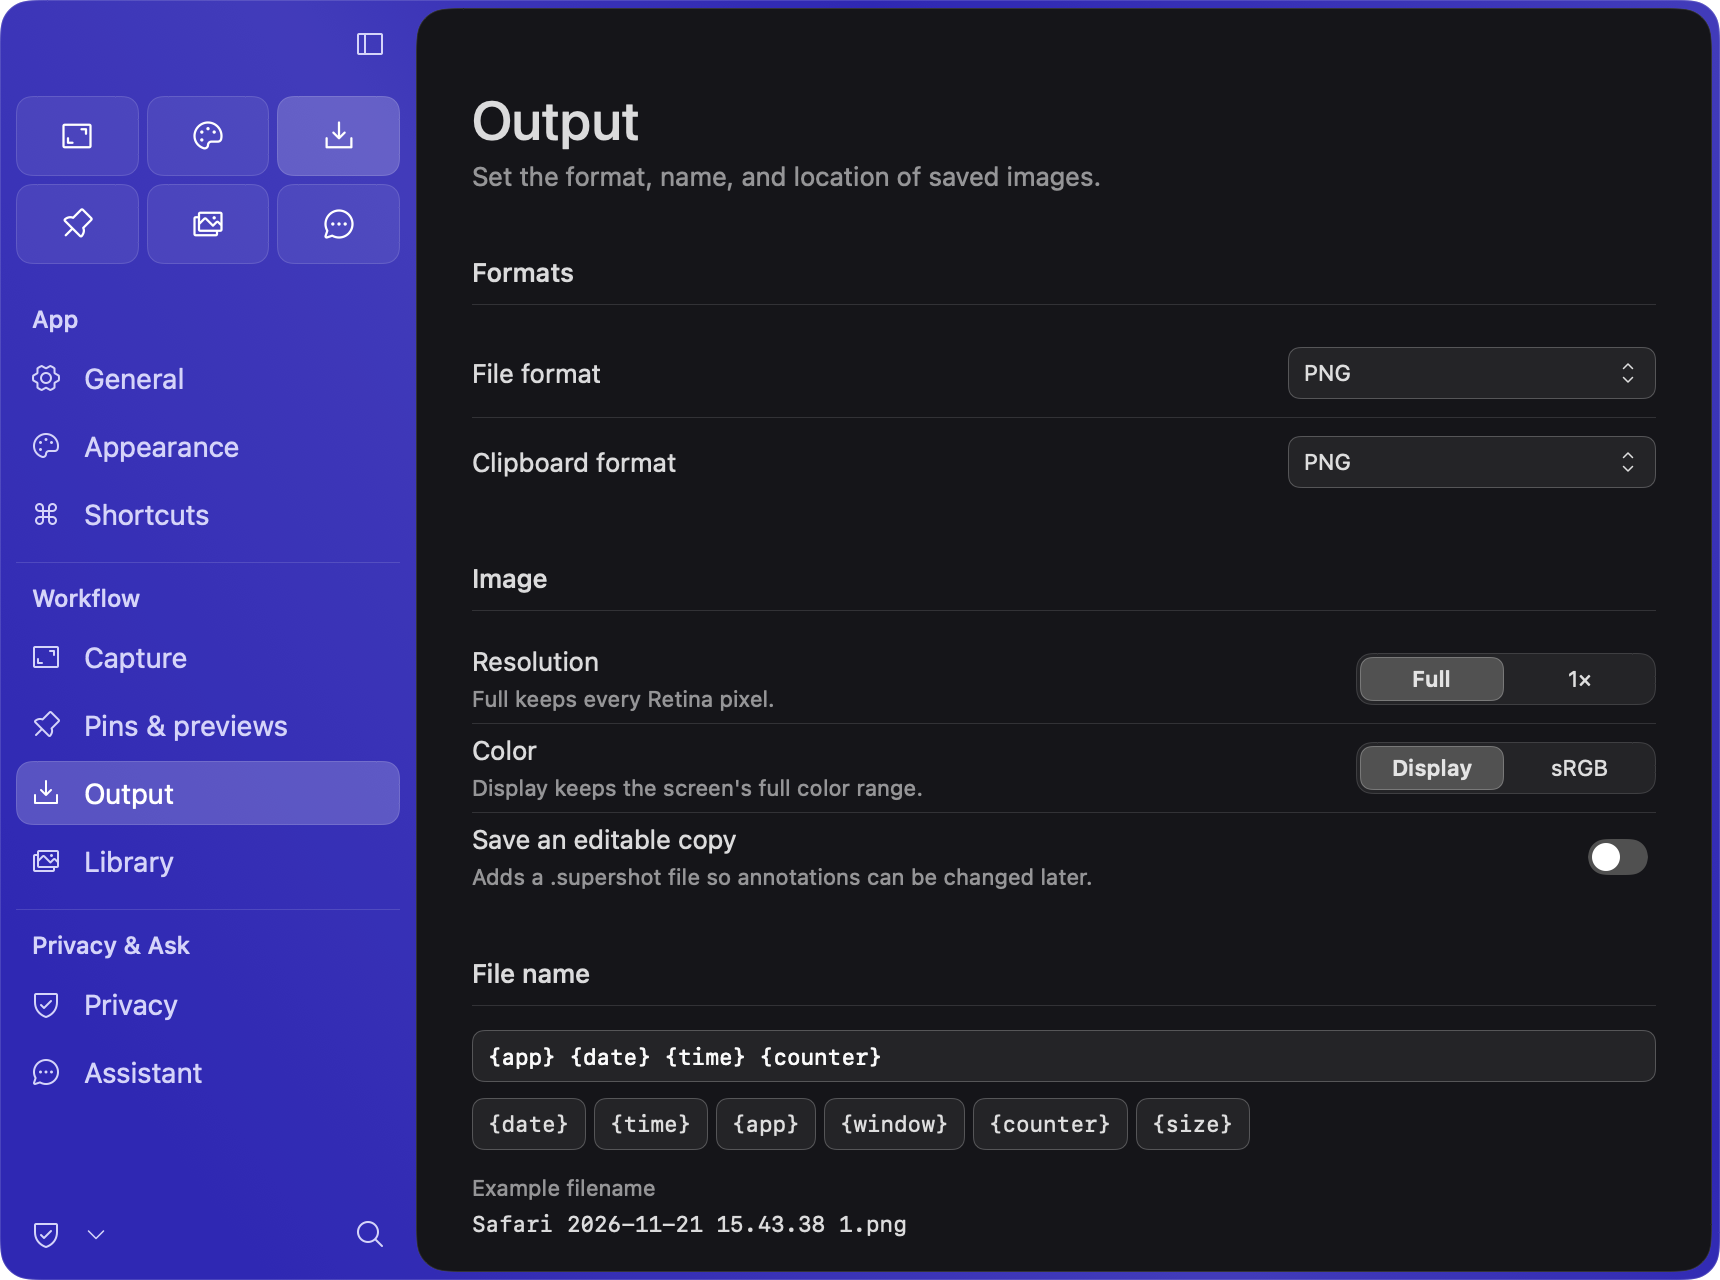 App
General
Appearance
Shortcuts
Workflow
Capture
Pins & previews
Output
Library
Privacy & Ask
Privacy
Assistant
Output
Set the format, name, and location of saved images.
Formats
File format
PNG
Clipboard format
PNG
Image
Resolution
Full keeps every Retina pixel.
Full
1×
Color
Display keeps the screen's full color range.
Display
sRGB
Save an editable copy
Adds a .supershot file so annotations can be changed later.
File name
{app} {date} {time} {counter}
{date} {time} {app} {window} {counter} {size}
Example filename
Safari 2026-11-21 15.43.38 1.png